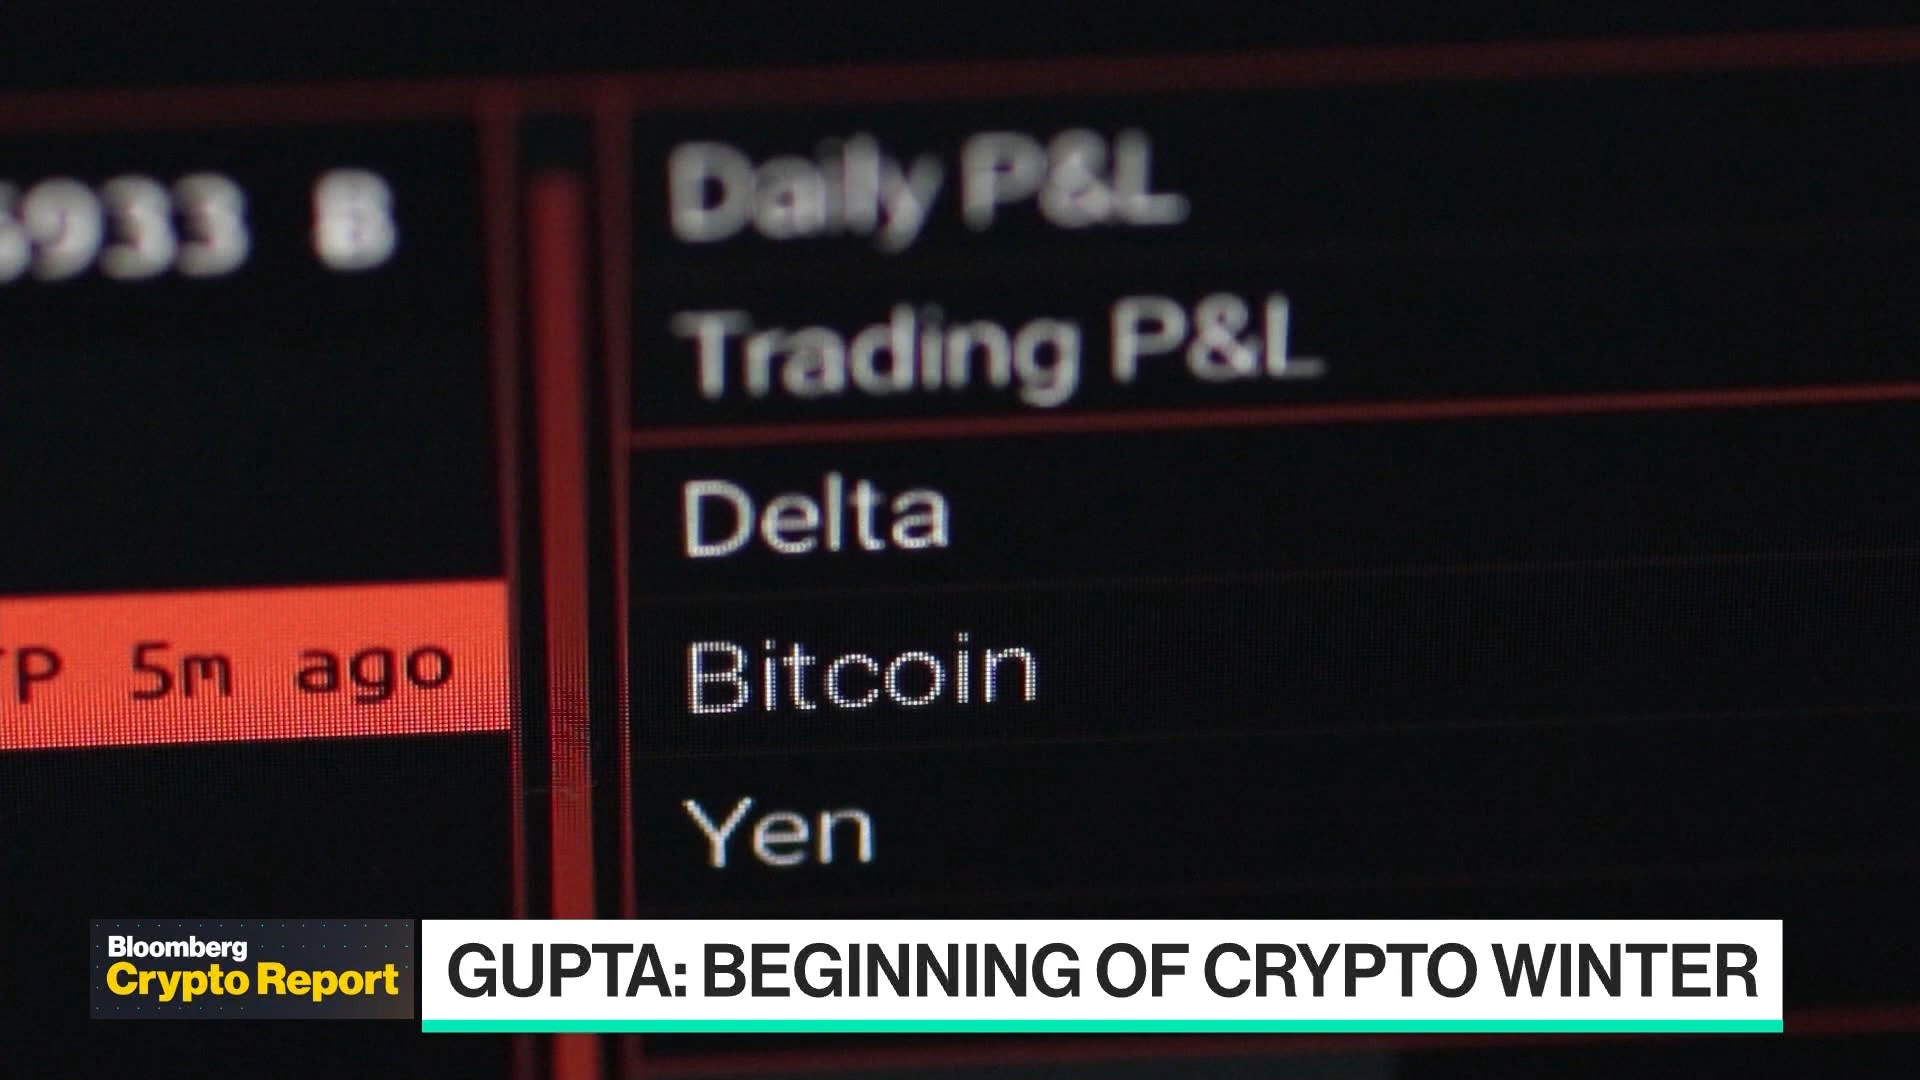 933 B
Daily P&L
Trading P&L
Delta
Bitcoin
P 5m ago
Yen
Bloomberg
Crypto Report
GUPTA: BEGINNING OF CRYPTO WINTER